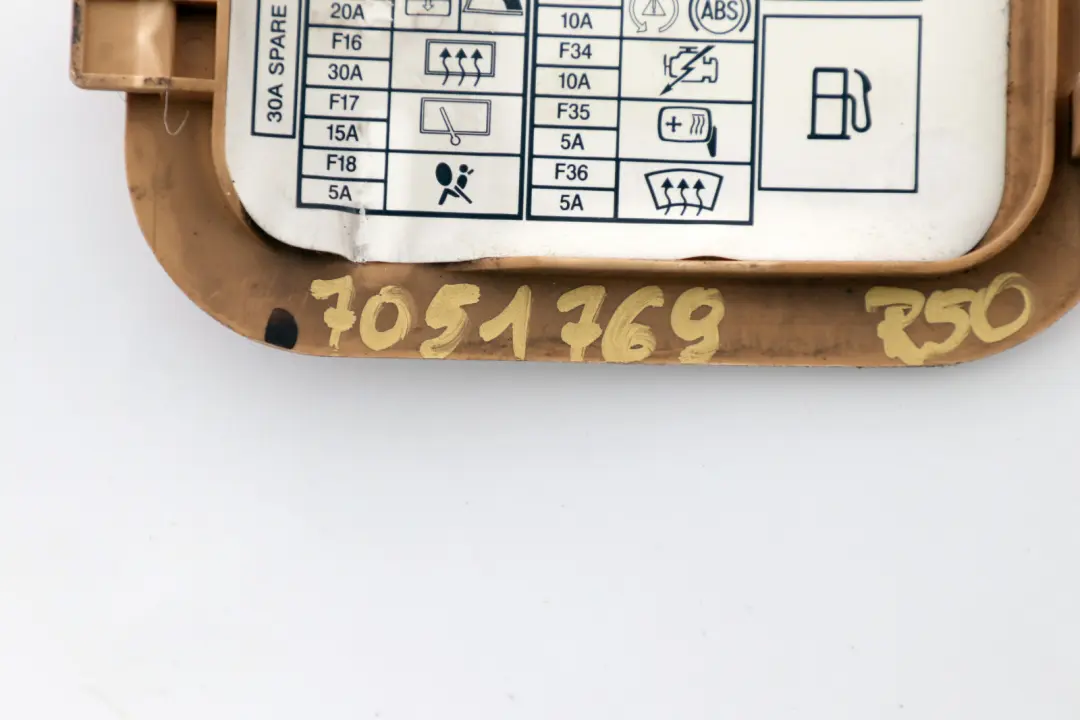 30A SPARE
20A
F16
30A
F17
15A
F18
5A
10A
ABS
F34
10A
F35
5A
F36
5A
7051769 R50